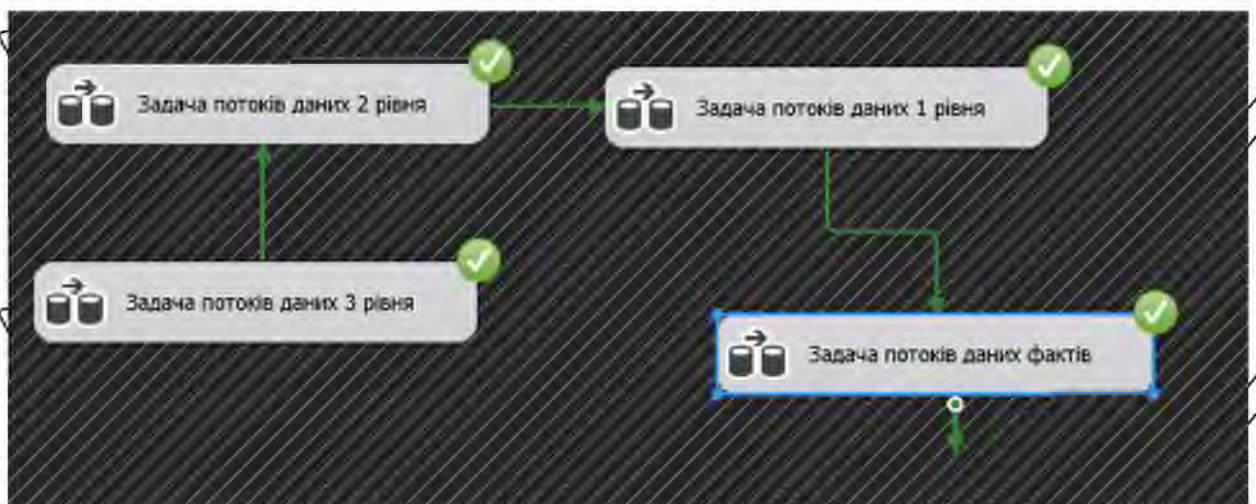 Задача потоків даних 2 рівня
Задача потоків даних 1 рівня
Задача потоків даних 3 рівня
Задача потоків даних фактів